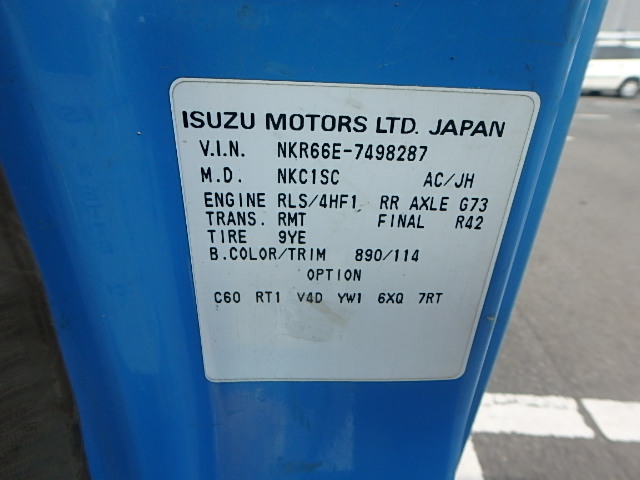 ISUZU MOTORS LTD. JAPAN
V.I.N. NKR66E-7498287
M.D. NKC1SC AC/JH
ENGINE RLS/4HF1 RR AXLE G73
TRANS. RMT FINAL R42
TIRE 9YE
B.COLOR/TRIM 890/114
OPTION
C60 RT1 V4D YW1 6XQ 7RT